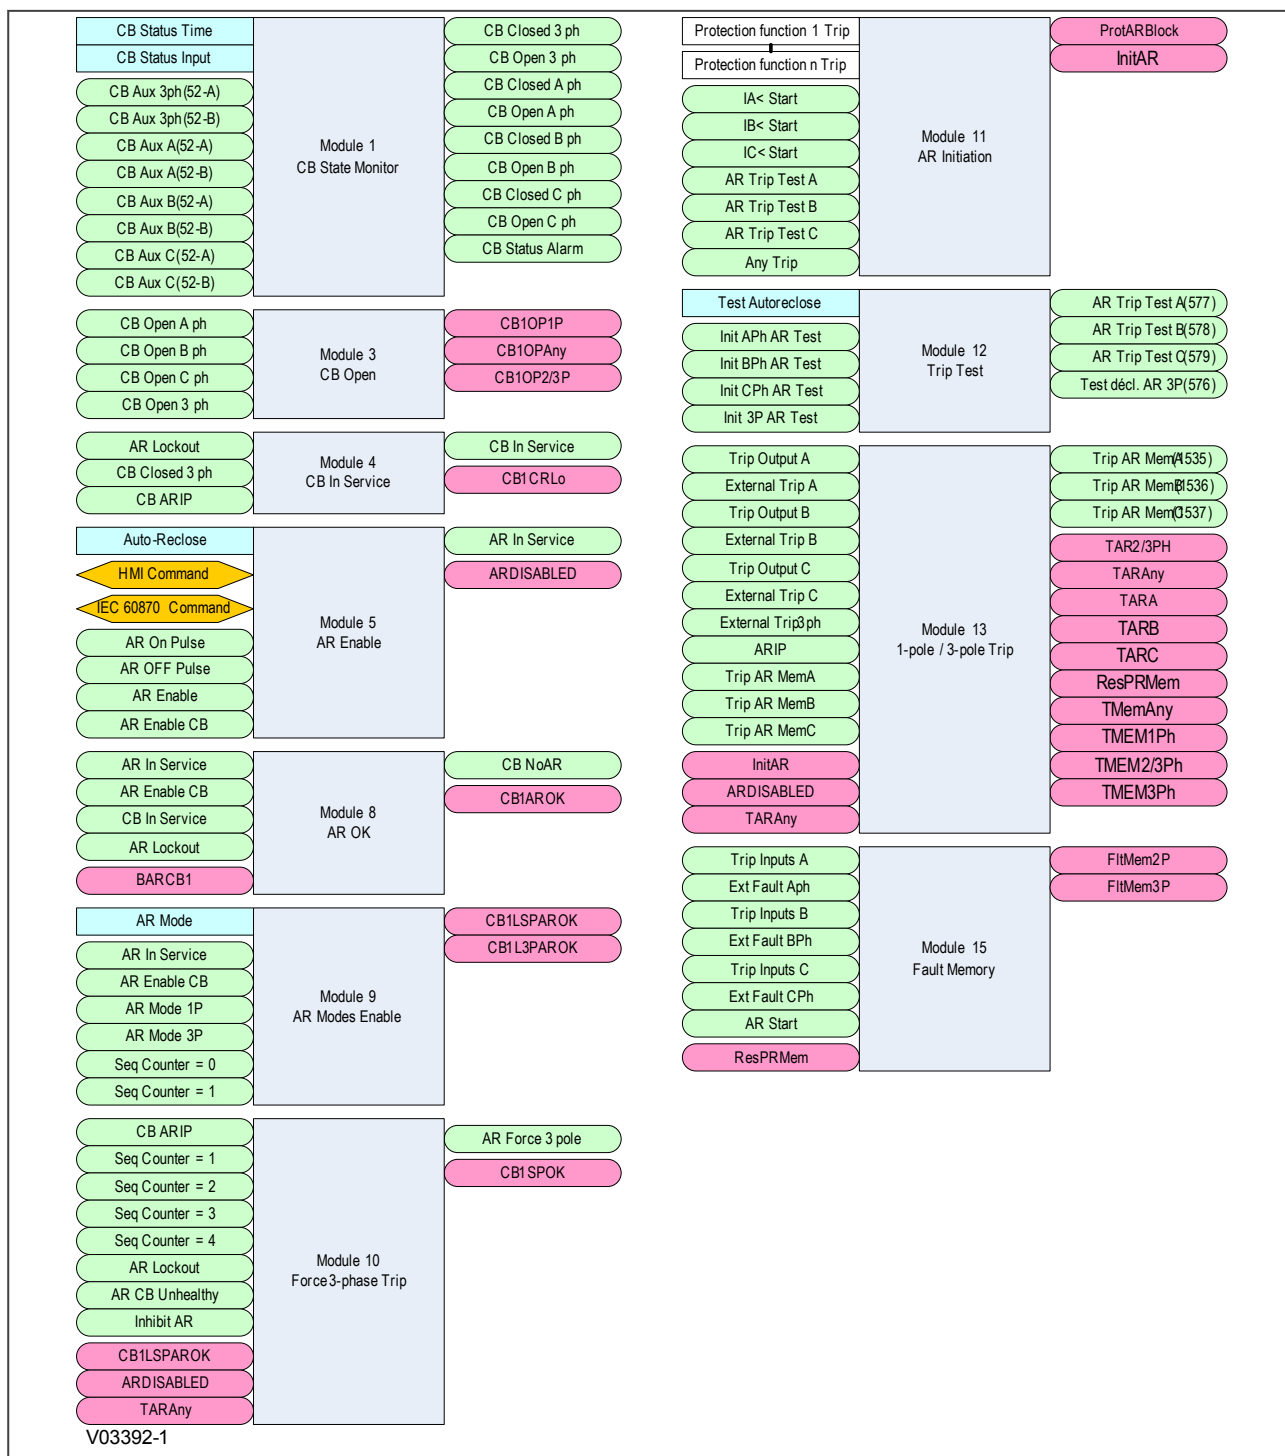 CB Status Time
CB Status Input
CB Aux 3ph(52-A)
CB Aux 3ph(52-B)
CB Aux A(52-A)
CB Aux A(52-B)
CB Aux B(52-A)
CB Aux B(52-B)
CB Aux C(52-A)
CB Aux C(52-B)
Module 1
CB State Monitor
CB Closed 3 ph
CB Open 3 ph
CB Closed A ph
CB Open A ph
CB Closed B ph
CB Open B ph
CB Closed C ph
CB Open C ph
CB Status Alarm
CB Open A ph
CB Open B ph
CB Open C ph
CB Open 3 ph
Module 3
CB Open
CB1OP1P
CB1OPAny
CB1OP2/3P
AR Lockout
CB Closed 3 ph
CB ARIP
Module 4
CB In Service
CB In Service
CB1CRLo
Auto-Reclose
HMI Command
IEC 60870 Command
AR On Pulse
AR OFF Pulse
AR Enable
AR Enable CB
Module 5
AR Enable
AR In Service
ARDISABLED
AR In Service
AR Enable CB
CB In Service
AR Lockout
BARCB1
Module 8
AR OK
CB NoAR
CB1AROK
AR Mode
AR In Service
AR Enable CB
AR Mode 1P
AR Mode 3P
Seq Counter = 0
Seq Counter = 1
Module 9
AR Modes Enable
CB1LSPAROK
CB1L3PAROK
CB ARIP
Seq Counter = 1
Seq Counter = 2
Seq Counter = 3
Seq Counter = 4
AR Lockout
AR CB Unhealthy
Inhibit AR
CB1LSPAROK
ARDISABLED
TARAny
Module 10
Force 3-phase Trip
AR Force 3 pole
CB1SPOK
V03392-1
Protection function 1 Trip
Protection function n Trip
IA< Start
IB< Start
IC< Start
AR Trip Test A
AR Trip Test B
AR Trip Test C
Any Trip
Module 11
AR Initiation
ProtARBlock
InitAR
Test Autoreclose
Init APh AR Test
Init BPh AR Test
Init CPh AR Test
Init 3P AR Test
Module 12
Trip Test
AR Trip Test A(577)
AR Trip Test B(578)
AR Trip Test C(579)
Test décl. AR 3P(576)
Trip Output A
External Trip A
Trip Output B
External Trip B
Trip Output C
External Trip C
External Trip3ph
ARIP
Trip AR MemA
Trip AR MemB
Trip AR MemC
InitAR
ARDISABLED
TARAny
Module 13
1-pole / 3-pole Trip
Trip AR MemA(1535)
Trip AR MemB(1536)
Trip AR MemC(1537)
TAR2/3PH
TARAny
TARA
TARB
TARC
ResPRMem
TMemAny
TMEM1Ph
TMEM2/3Ph
TMEM3Ph
Trip Inputs A
Ext Fault Aph
Trip Inputs B
Ext Fault BPh
Trip Inputs C
Ext Fault CPh
AR Start
ResPRMem
Module 15
Fault Memory
FltMem2P
FltMem3P